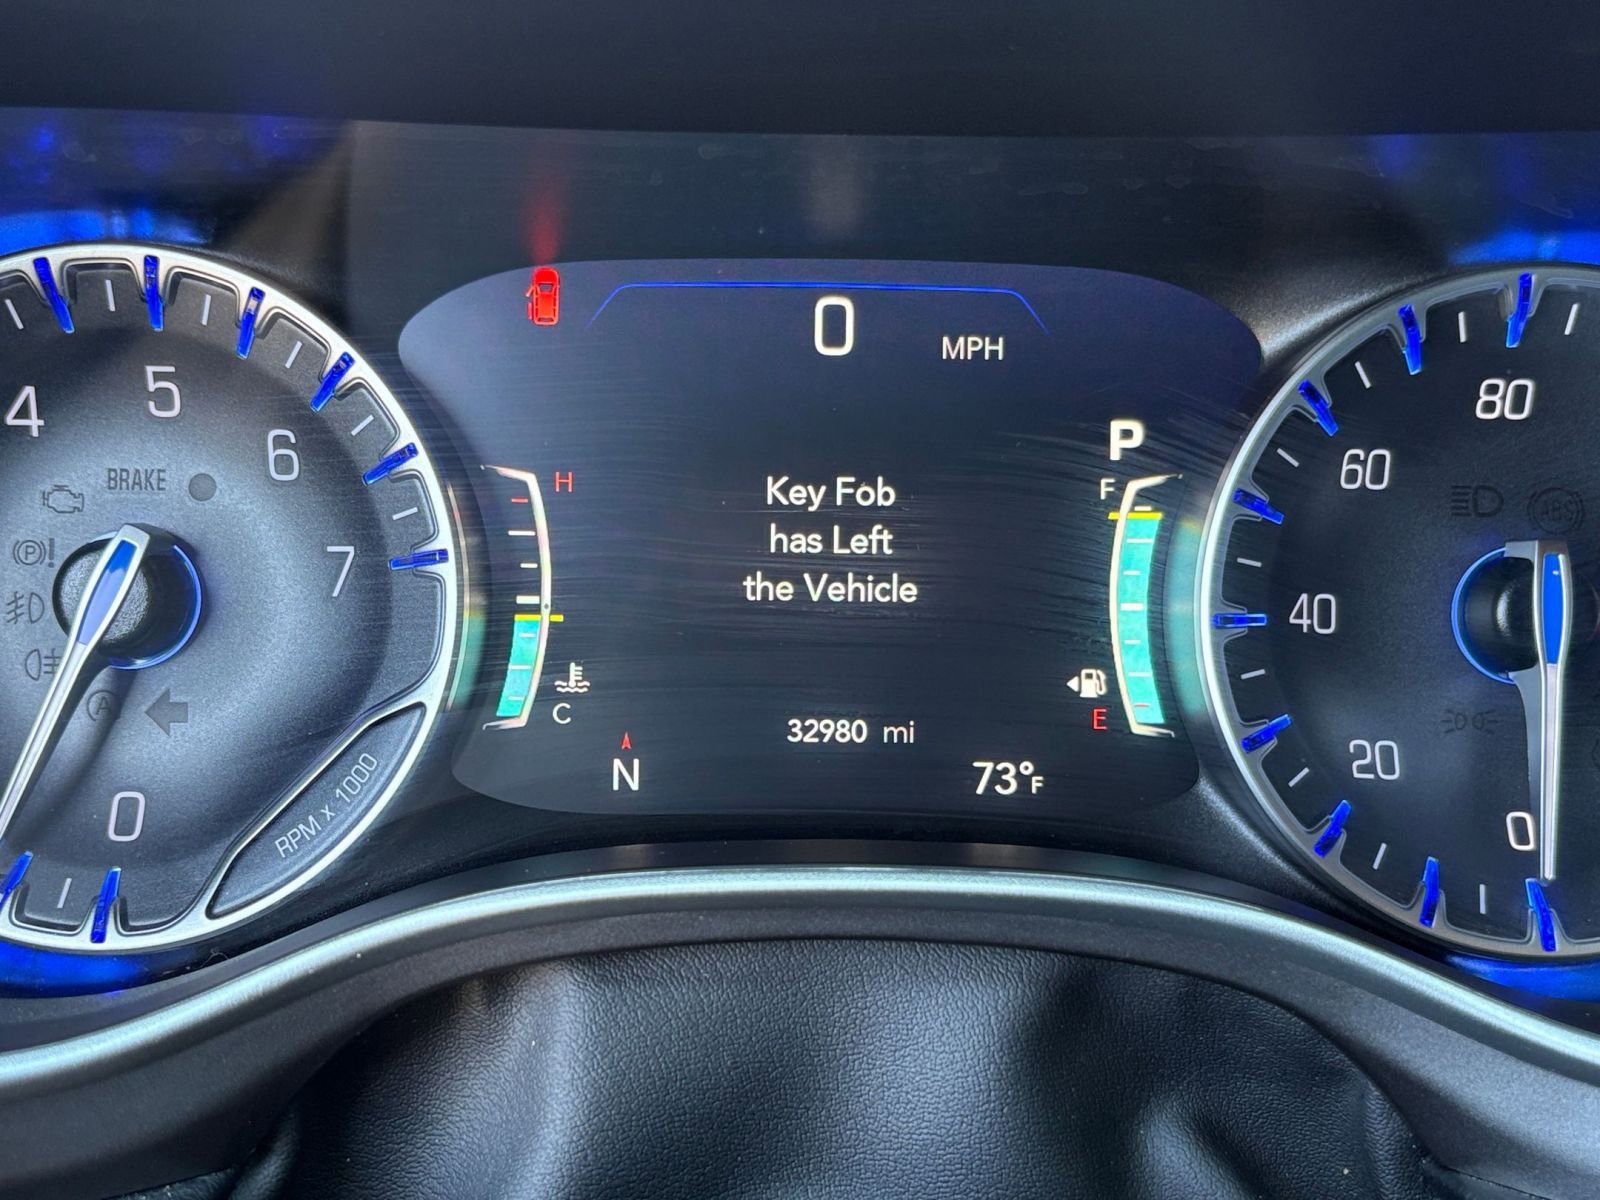 0 MPH
Key Fob
has Left
the Vehicle
P
H
C
F
E
32980 mi
N
73°F
4
5
6
7
0
BRAKE
RPM x 1000
80
60
40
20
0
(P)!
A
ABS